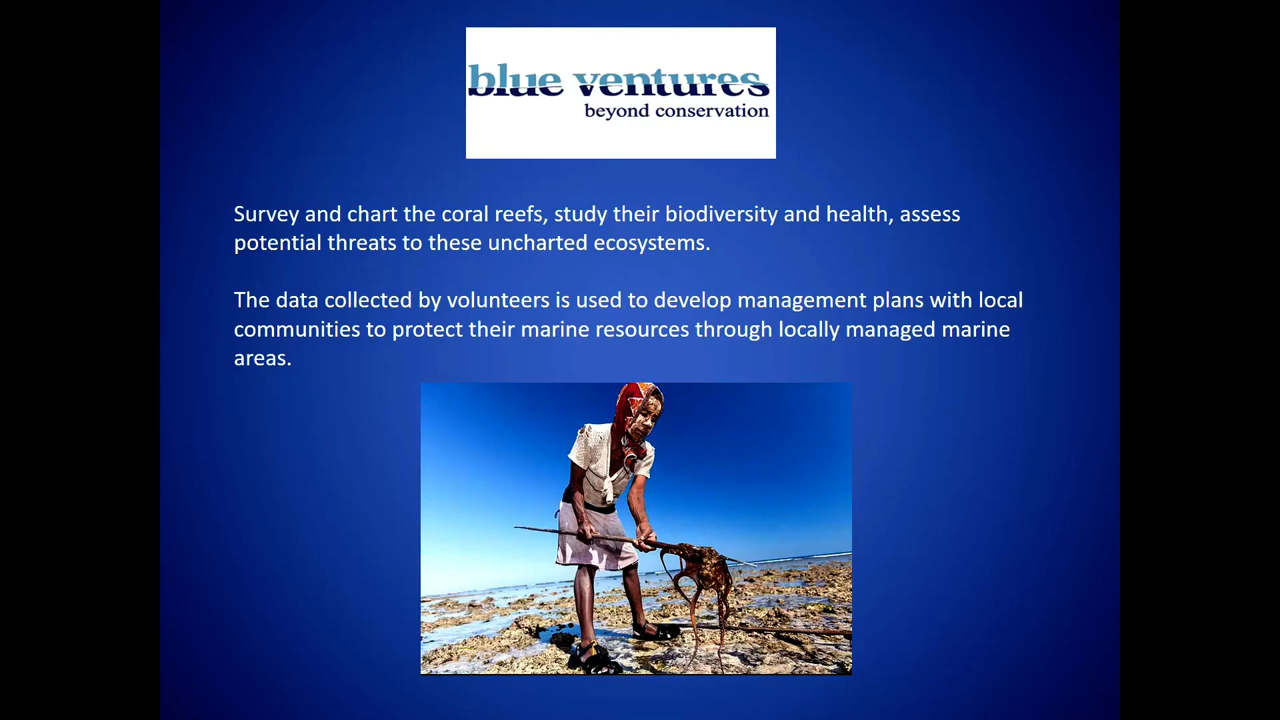 blue ventures
beyond conservation
Survey and chart the coral reefs, study their biodiversity and health, assess
potential threats to these uncharted ecosystems.
The data collected by volunteers is used to develop management plans with local
communities to protect their marine resources through locally managed marine
areas.